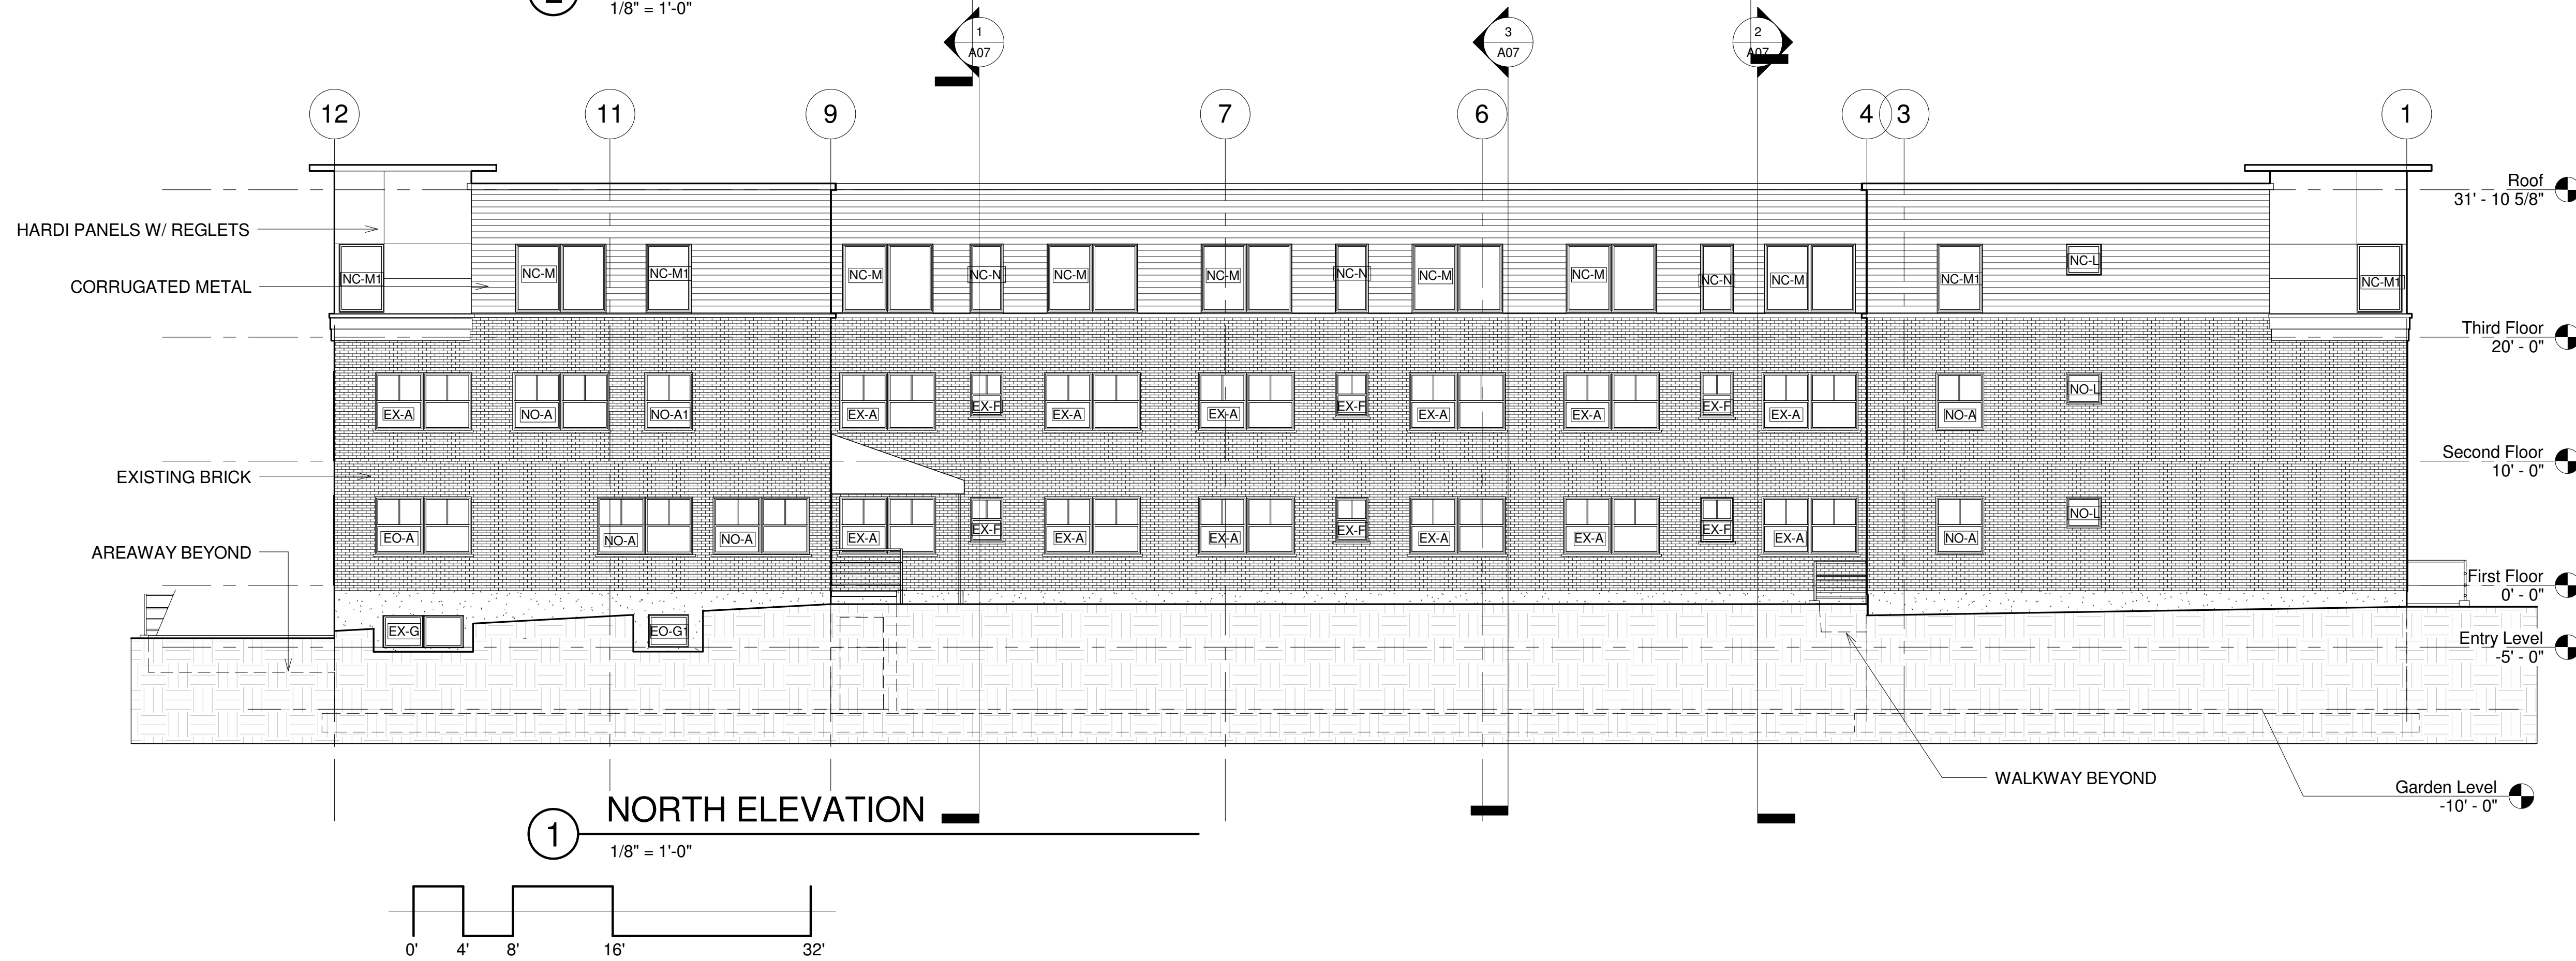 1/8" = 1'-0"
1
A07
3
A07
2
A07
12
11
9
7
6
4
3
1
Roof
31' - 10 5/8"
HARDI PANELS W/ REGLETS
CORRUGATED METAL
NC-M1
NC-M
NC-M1
NC-M
NC-N
NC-M
NC-M
NC-N
NC-M
NC-M
NC-N
NC-M
NC-M1
NC-L
NC-M1
Third Floor
20' - 0"
EX-A
NO-A
NO-A1
EX-A
EX-F
EX-A
EX-A
EX-F
EX-A
EX-A
EX-F
EX-A
NO-A
NO-L
EXISTING BRICK
Second Floor
10' - 0"
EO-A
NO-A
NO-A
EX-A
EX-F
EX-A
EX-A
EX-F
EX-A
EX-A
EX-F
EX-A
NO-A
NO-L
AREAWAY BEYOND
First Floor
0' - 0"
EX-G
EO-G1
Entry Level
-5' - 0"
WALKWAY BEYOND
Garden Level
-10' - 0"
1
NORTH ELEVATION
1/8" = 1'-0"
0'
4'
8'
16'
32'